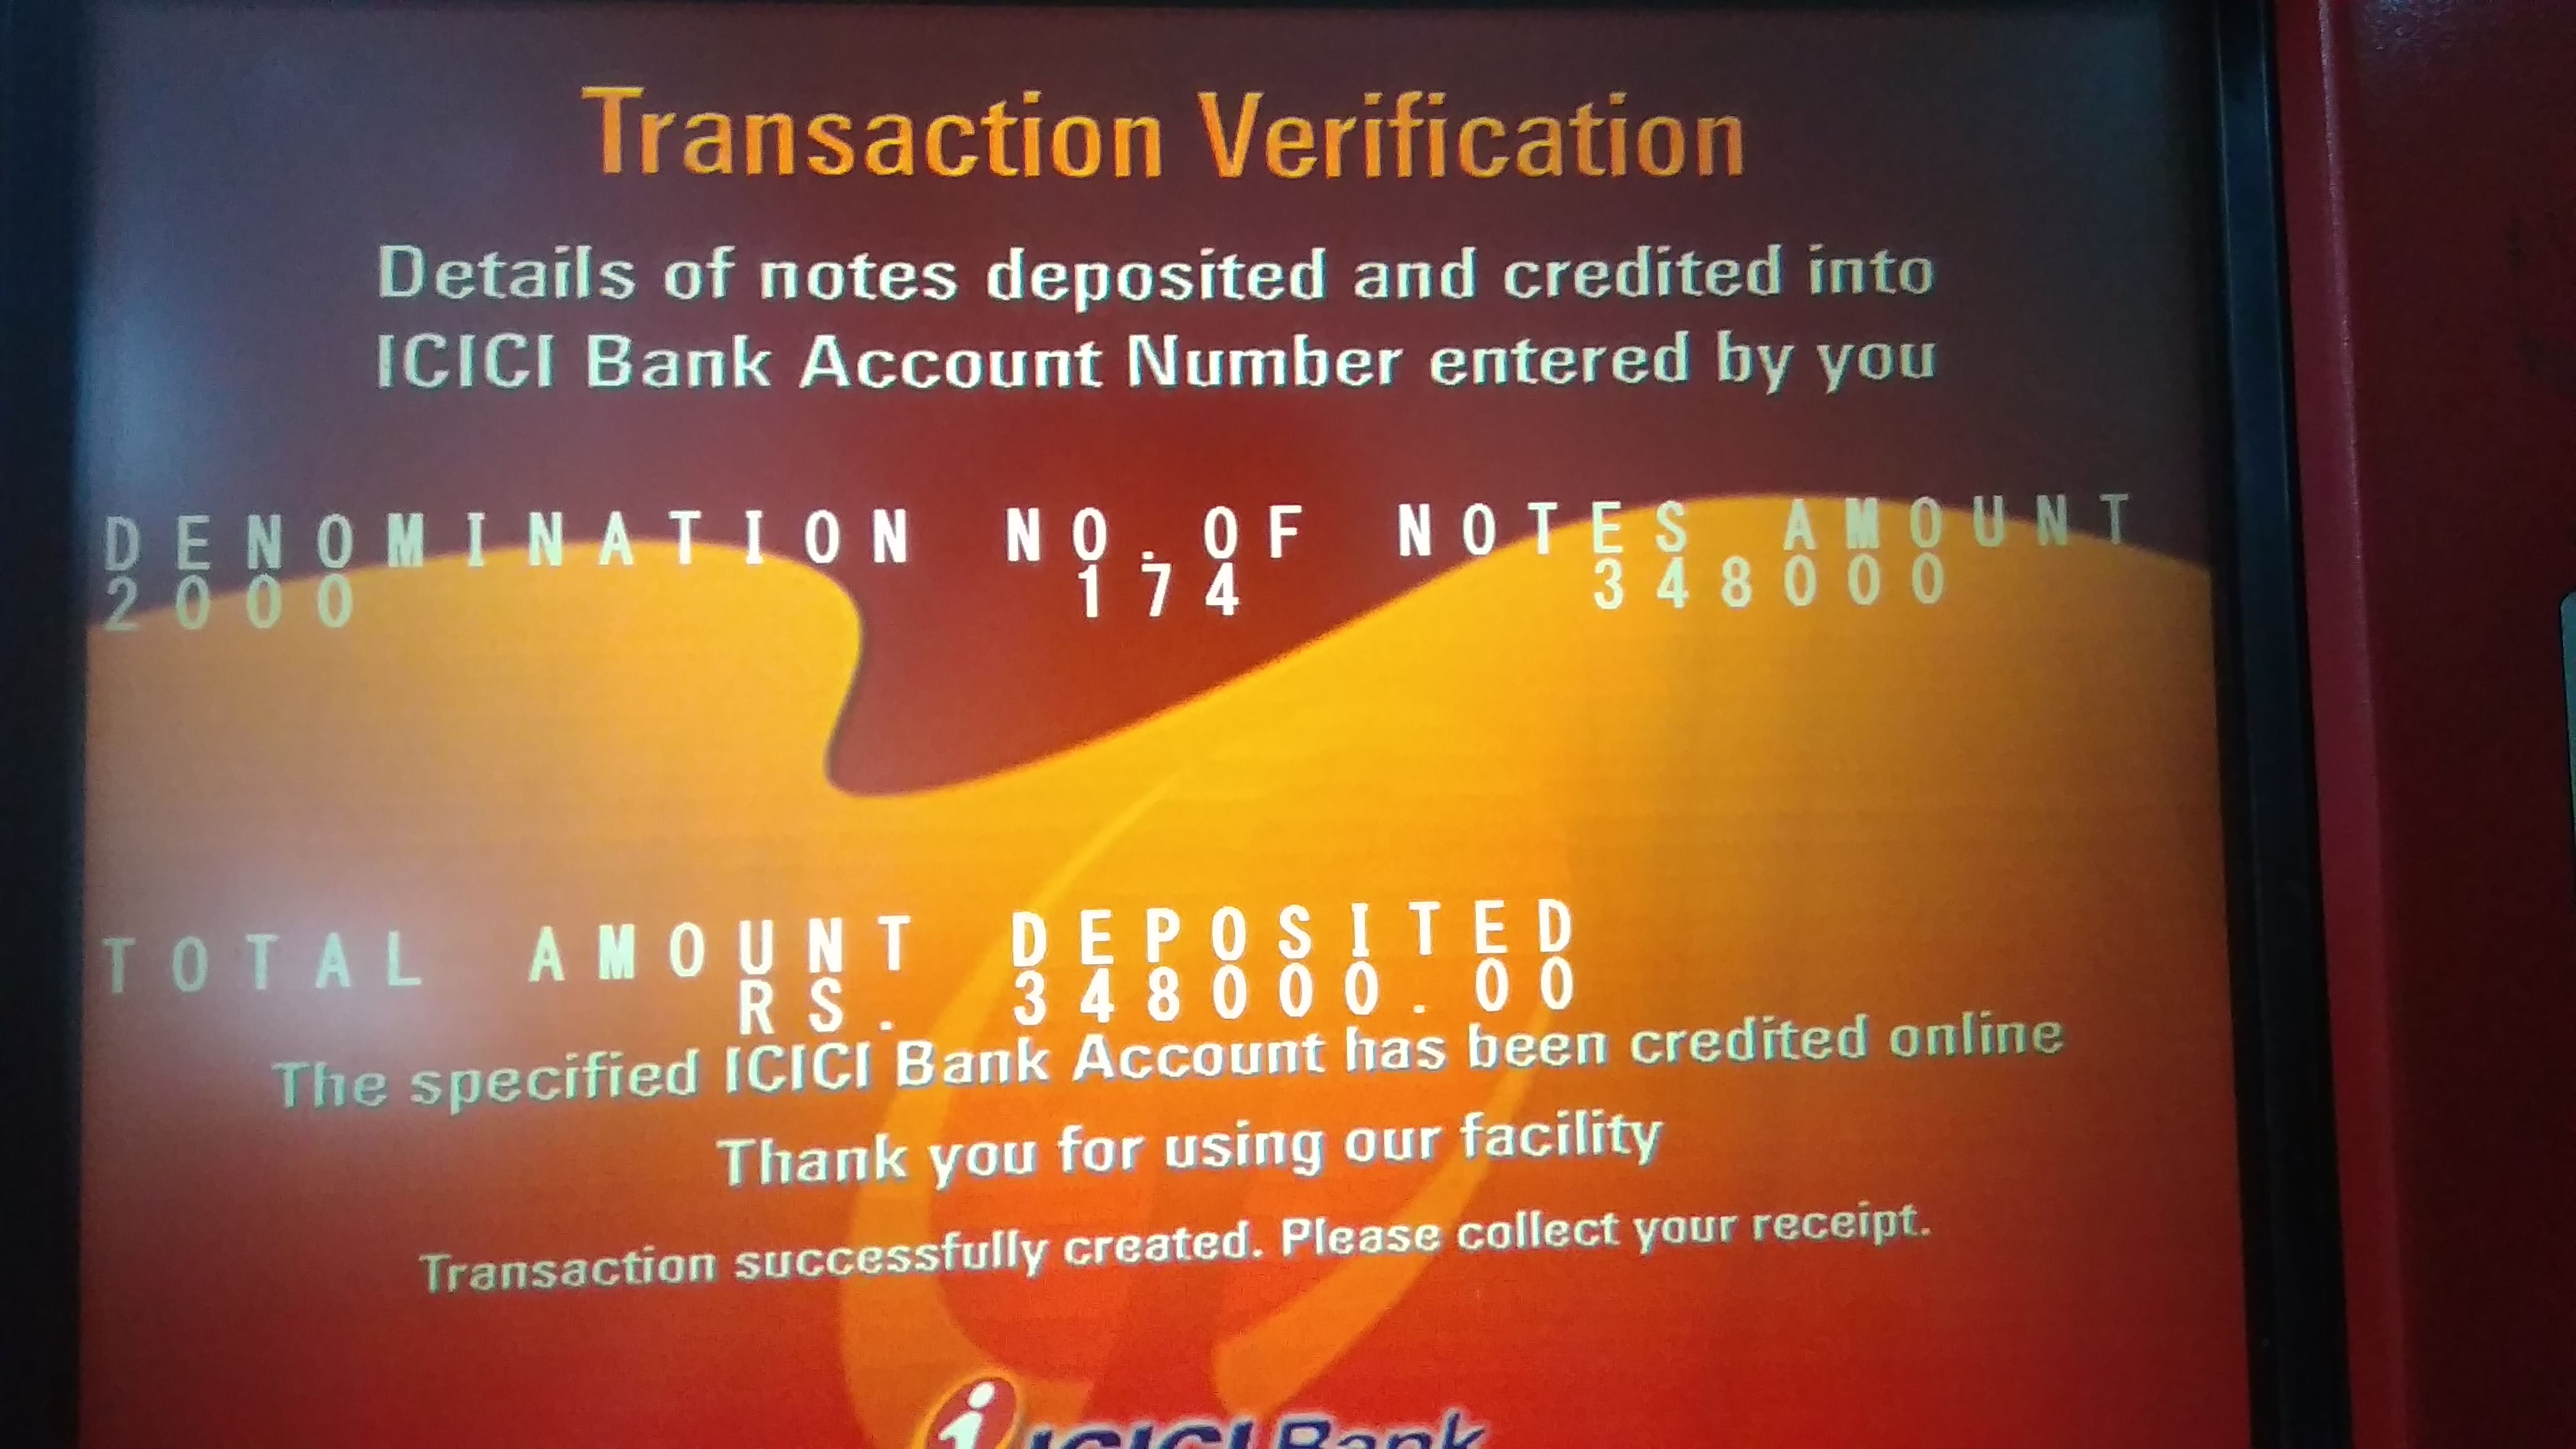 Transaction Verification
Details of notes deposited and credited into
ICICI Bank Account Number entered by you
DENOMINATION NO.OF NOTES AMOUNT
2000 174 348000
TOTAL AMOUNT DEPOSITED
RS. 348000.00
The specified ICICI Bank Account has been credited online
Thank you for using our facility
Transaction successfully created. Please collect your receipt.
ICICI Bank